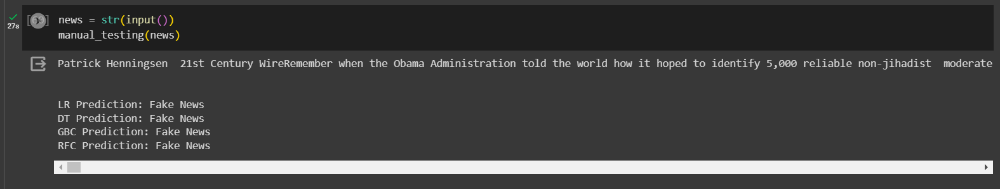 [63] news = str(input())
27s manual_testing(news)
Patrick Henningsen  21st Century WireRemember when the Obama Administration told the world how it hoped to identify 5,000 reliable non-jihadist  moderate
LR Prediction: Fake News
DT Prediction: Fake News
GBC Prediction: Fake News
RFC Prediction: Fake News